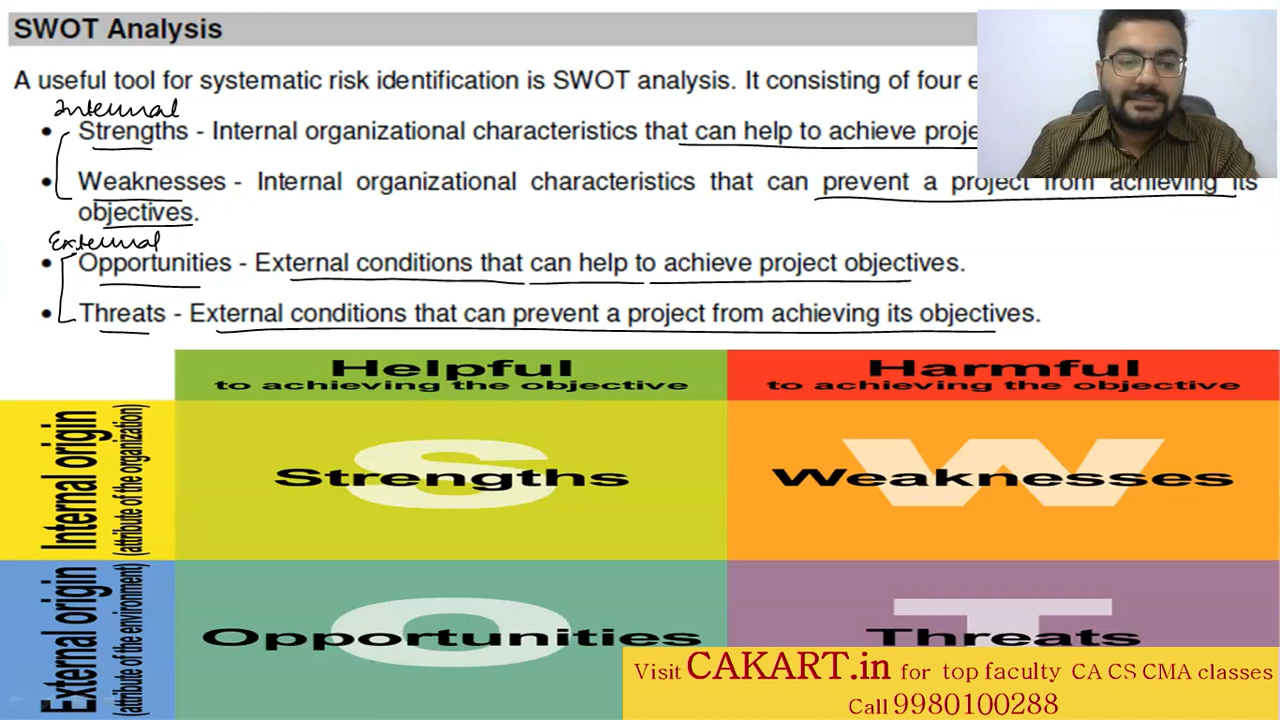 SWOT Analysis
A useful tool for systematic risk identification is SWOT analysis. It consisting of four
Internal
• Strengths - Internal organizational characteristics that can help to achieve
• Weaknesses - Internal organizational characteristics that can prevent a project from achieving its
objectives.
External
• Opportunities - External conditions that can help to achieve project objectives.
• Threats - External conditions that can prevent a project from achieving its objectives.
Helpful
to achieving the objective
Harmful
to achieving the objective
Internal origin
(attribute of the organization)
S
Strengths
W
Weaknesses
External origin
(attribute of the environment)
O
Opportunities
T
Threats
Visit CAKART.in for top faculty CA CS CMA classes
Call 9980100288